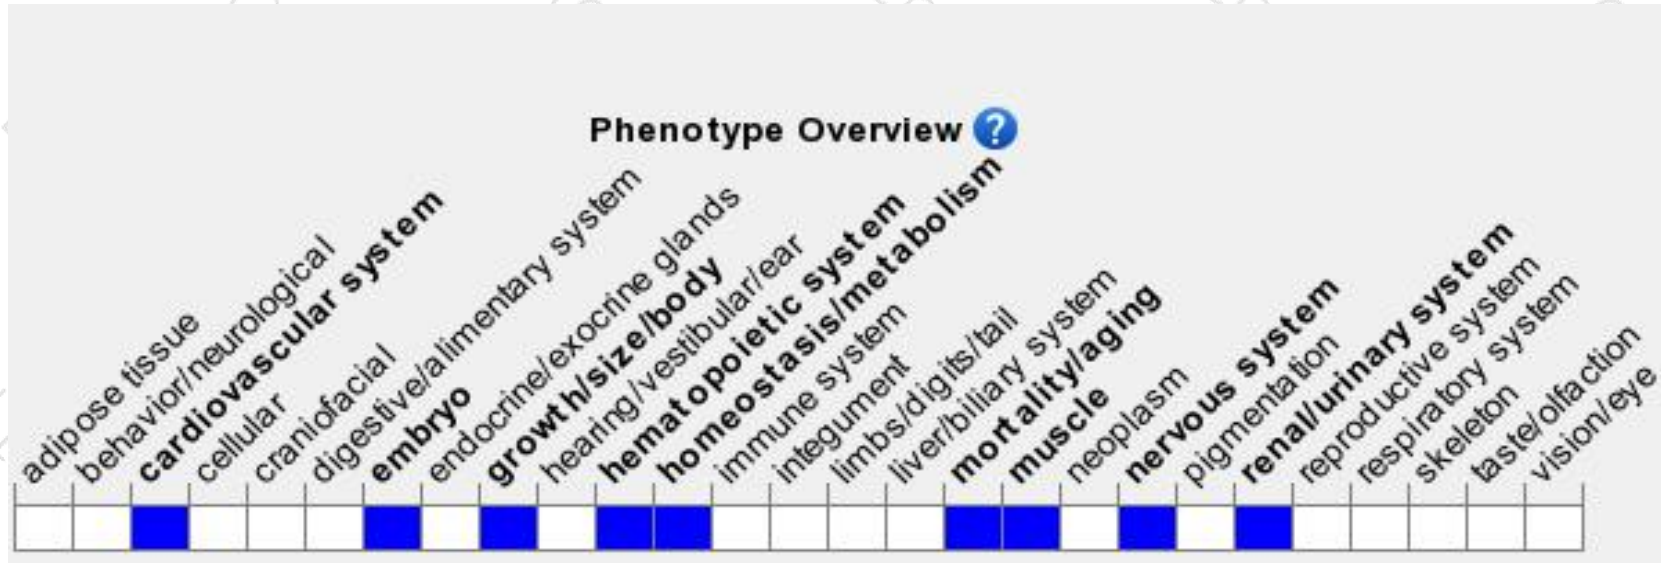 Phenotype Overview ?
adipose tissue
behavior/neurological
cardiovascular system
cellular
craniofacial
digestive/alimentary system
embryo
endocrine/exocrine glands
growth/size/body
hearing/vestibular/ear
hematopoietic system
homeostasis/metabolism
immune system
integument
limbs/digits/tail
liver/biliary system
mortality/aging
muscle
neoplasm
nervous system
pigmentation
renal/urinary system
reproductive system
respiratory system
skeleton
taste/olfaction
vision/eye